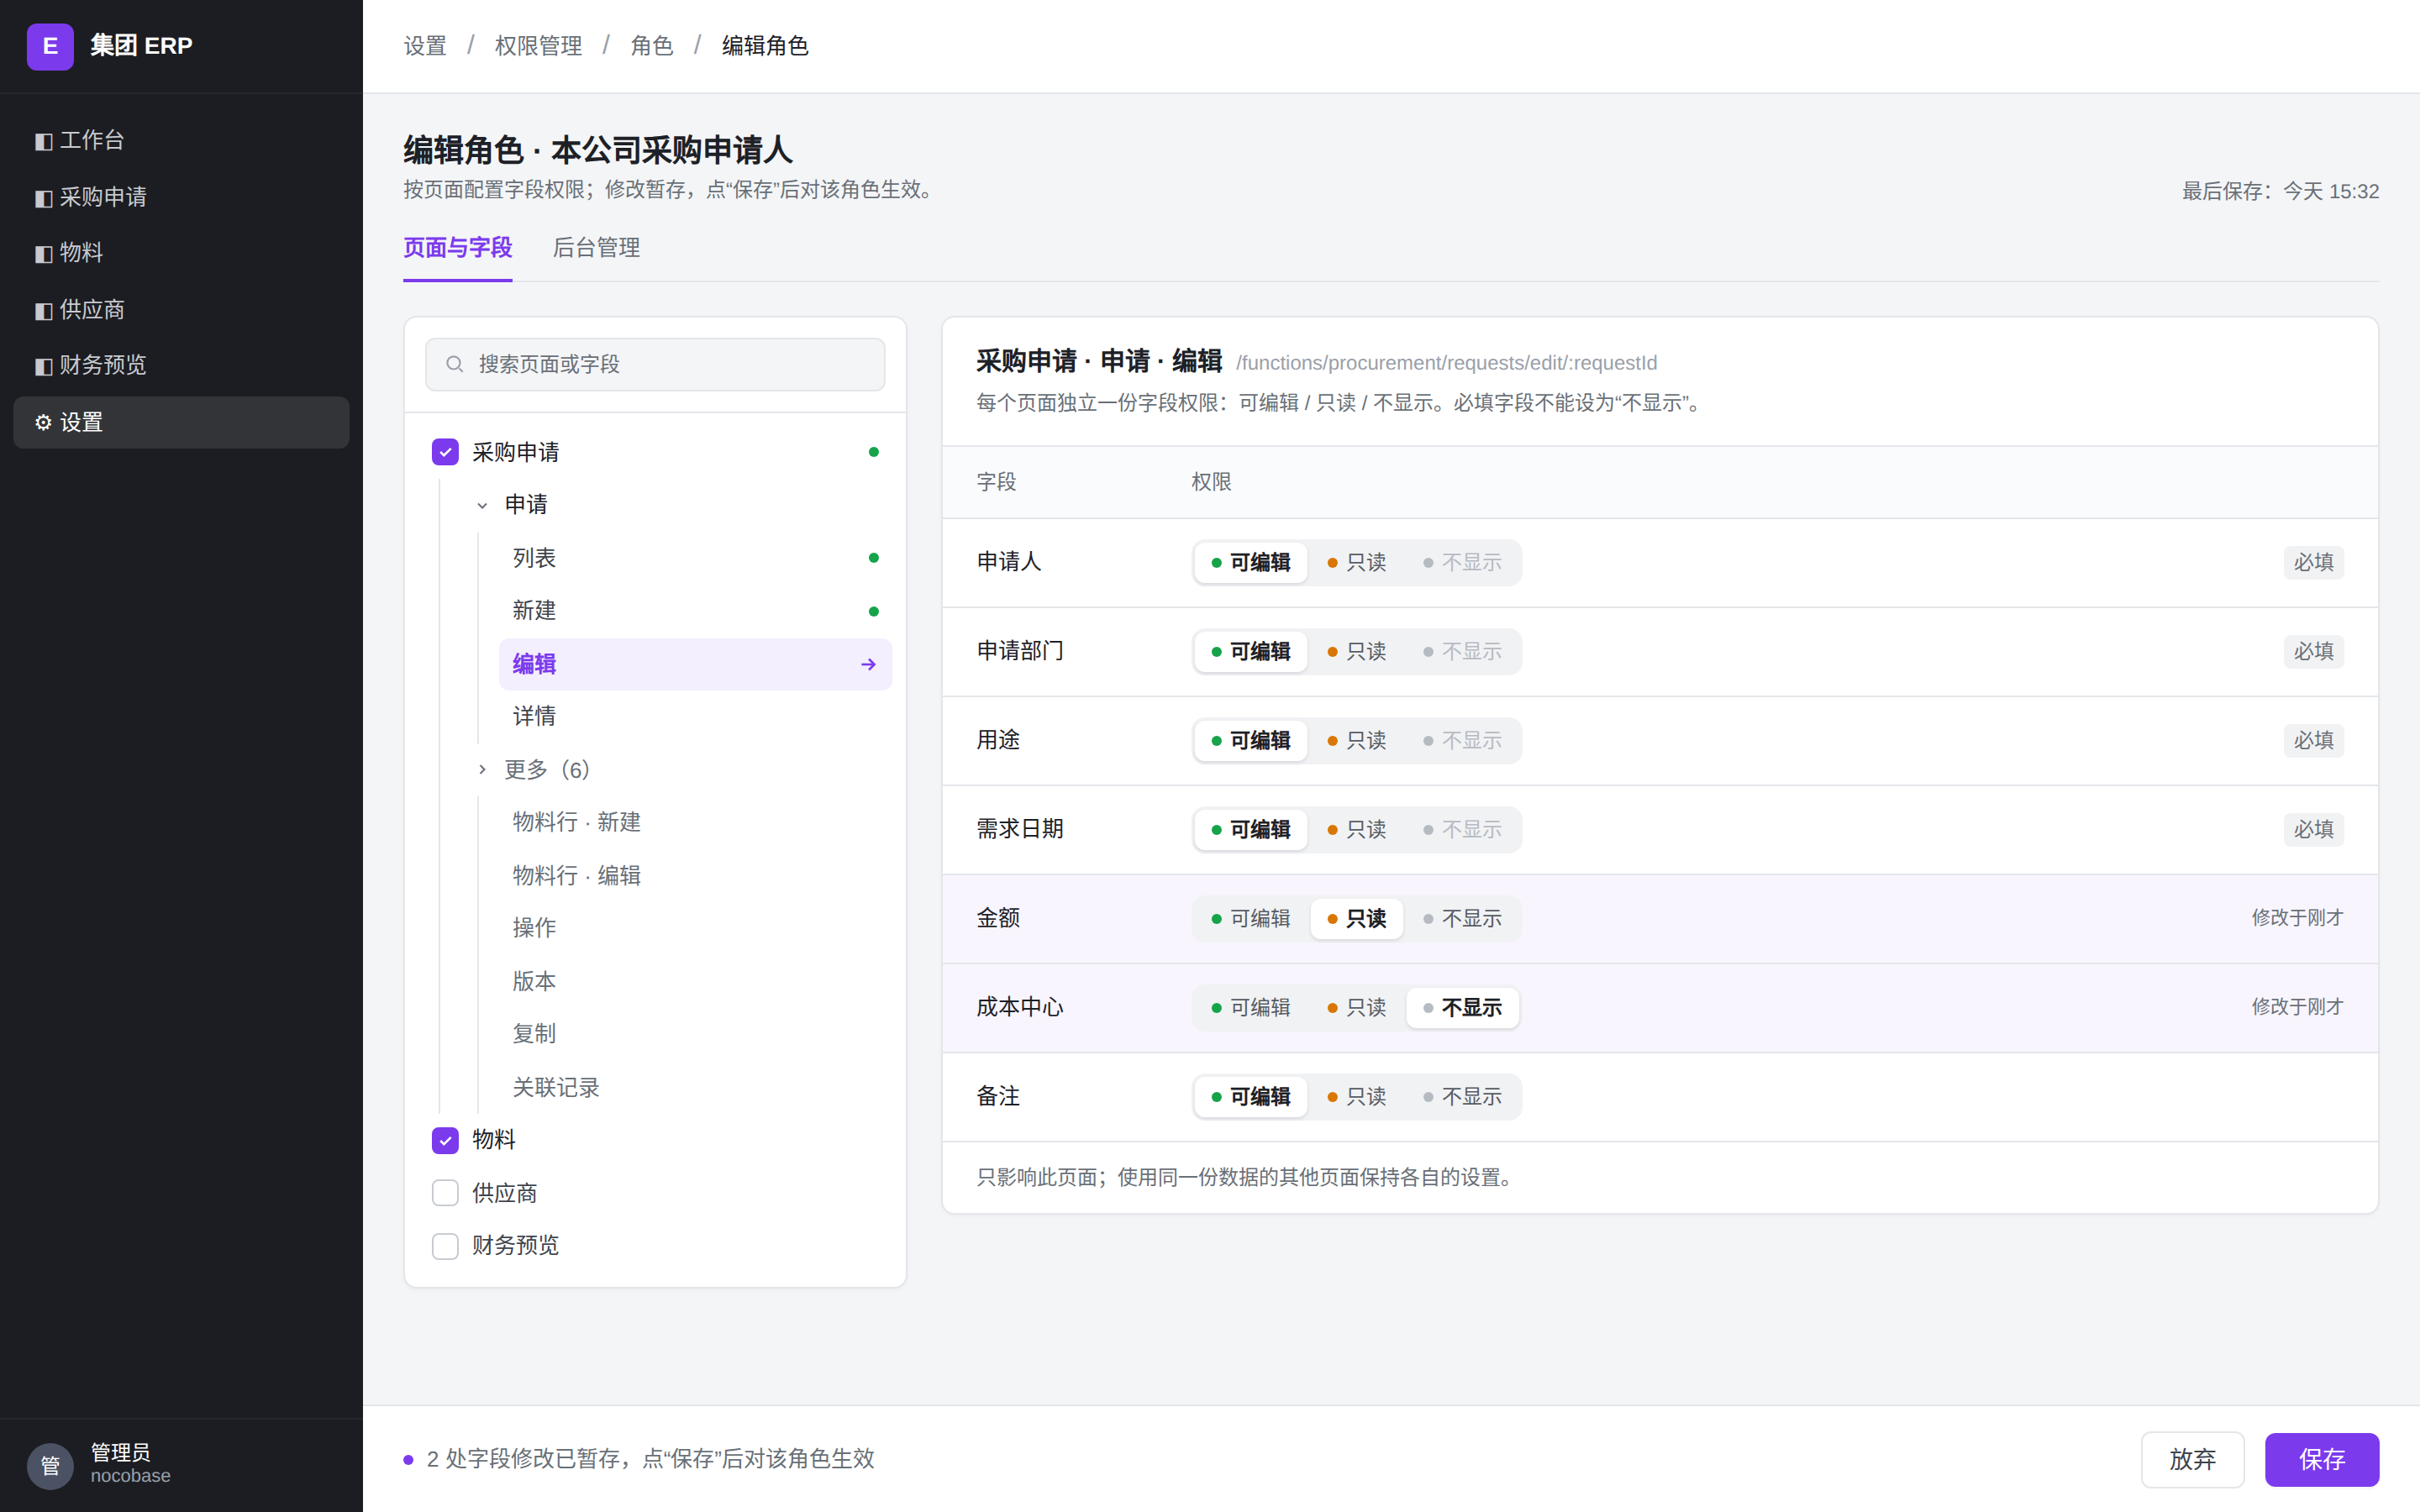 E 集团 ERP
工作台
采购申请
物料
供应商
财务预览
设置
管 管理员
nocobase
设置 / 权限管理 / 角色 / 编辑角色
编辑角色 · 本公司采购申请人
按页面配置字段权限；修改暂存，点“保存”后对该角色生效。
最后保存：今天 15:32
页面与字段 后台管理
搜索页面或字段
采购申请
申请
列表
新建
编辑
详情
更多（6）
物料行 · 新建
物料行 · 编辑
操作
版本
复制
关联记录
物料
供应商
财务预览
采购申请 · 申请 · 编辑 /functions/procurement/requests/edit/:requestId
每个页面独立一份字段权限：可编辑 / 只读 / 不显示。必填字段不能设为“不显示”。
字段 权限
申请人 可编辑 只读 不显示 必填
申请部门 可编辑 只读 不显示 必填
用途 可编辑 只读 不显示 必填
需求日期 可编辑 只读 不显示 必填
金额 可编辑 只读 不显示 修改于刚才
成本中心 可编辑 只读 不显示 修改于刚才
备注 可编辑 只读 不显示
只影响此页面；使用同一份数据的其他页面保持各自的设置。
2 处字段修改已暂存，点“保存”后对该角色生效
放弃 保存